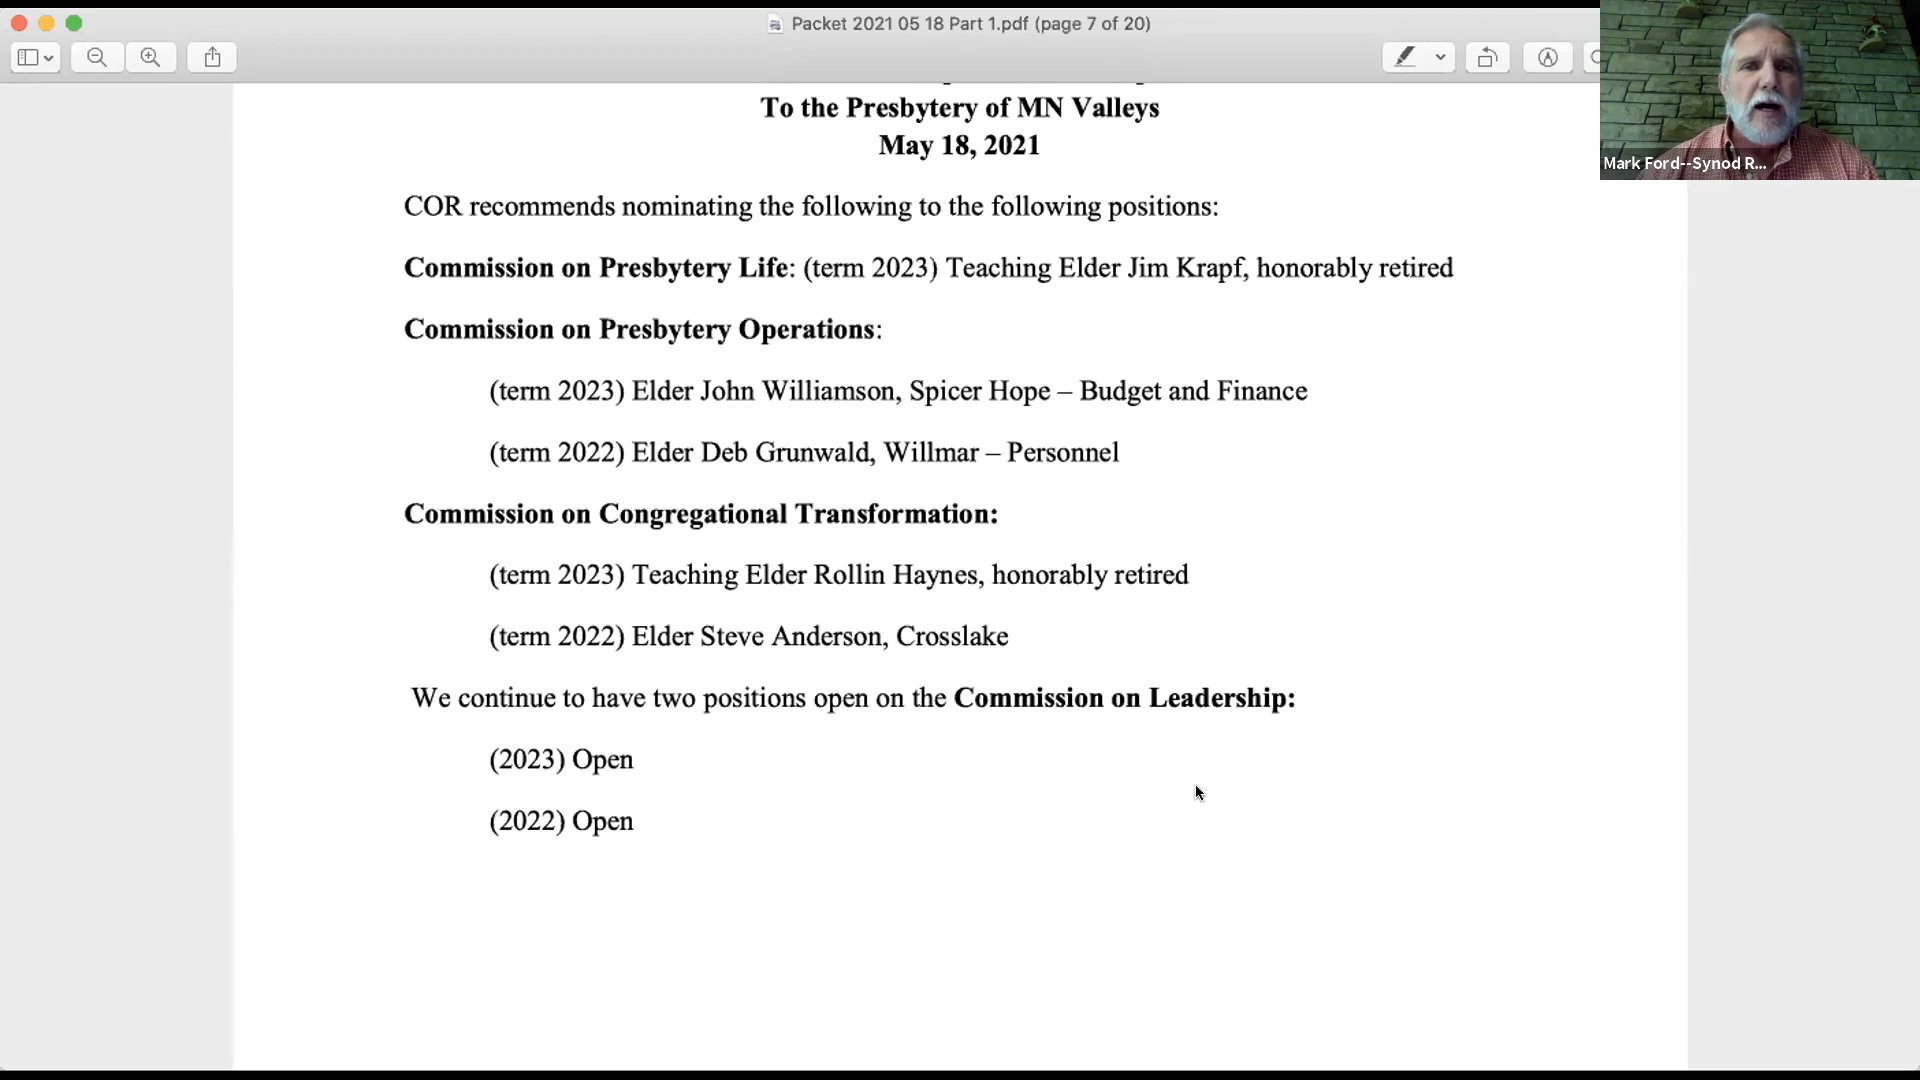 Packet 2021 05 18 Part 1.pdf (page 7 of 20)
Mark Ford--Synod R...
To the Presbytery of MN Valleys
May 18, 2021
COR recommends nominating the following to the following positions:
Commission on Presbytery Life: (term 2023) Teaching Elder Jim Krapf, honorably retired
Commission on Presbytery Operations:
(term 2023) Elder John Williamson, Spicer Hope – Budget and Finance
(term 2022) Elder Deb Grunwald, Willmar – Personnel
Commission on Congregational Transformation:
(term 2023) Teaching Elder Rollin Haynes, honorably retired
(term 2022) Elder Steve Anderson, Crosslake
We continue to have two positions open on the Commission on Leadership:
(2023) Open
(2022) Open